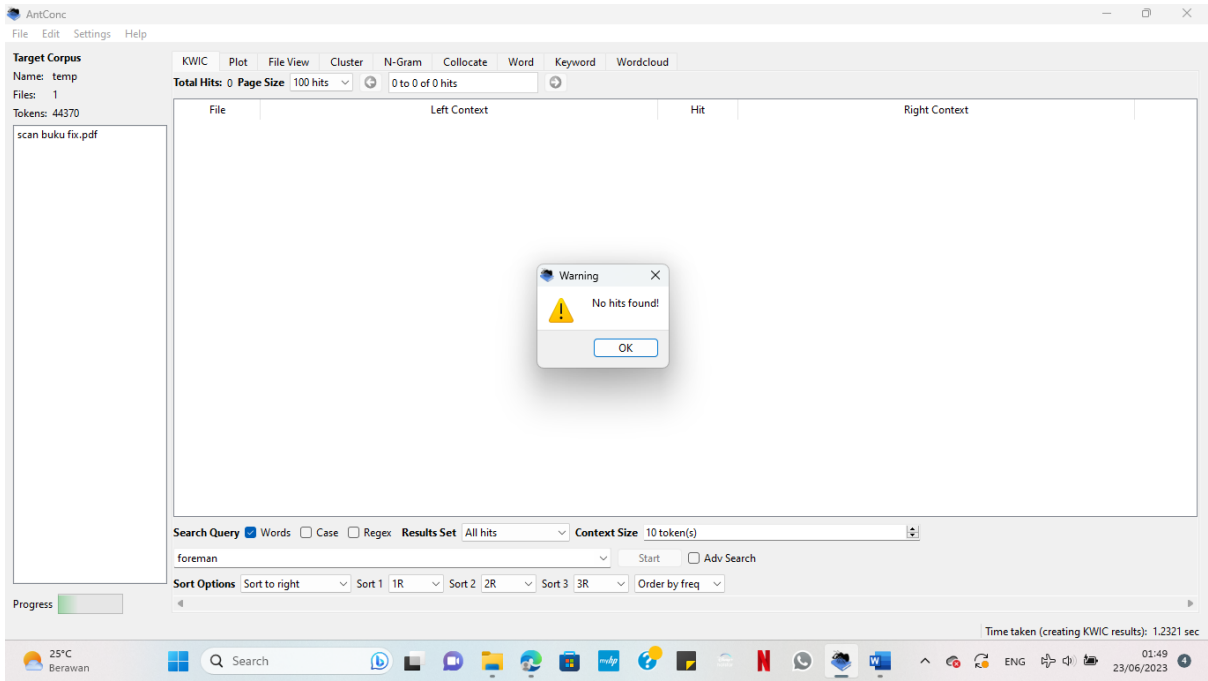 AntConc
File Edit Settings Help
Target Corpus
Name: temp
Files: 1
Tokens: 44370
scan buku fix.pdf
Progress
KWIC Plot File View Cluster N-Gram Collocate Word Keyword Wordcloud
Total Hits: 0 Page Size 100 hits 0 to 0 of 0 hits
File Left Context Hit Right Context
Warning
No hits found!
OK
Search Query Words Case Regex Results Set All hits Context Size 10 token(s)
foreman Start Adv Search
Sort Options Sort to right Sort 1 1R Sort 2 2R Sort 3 3R Order by freq
Time taken (creating KWIC results): 1.2321 sec
25°C
Berawan
Search
ENG
01:49
23/06/2023
4